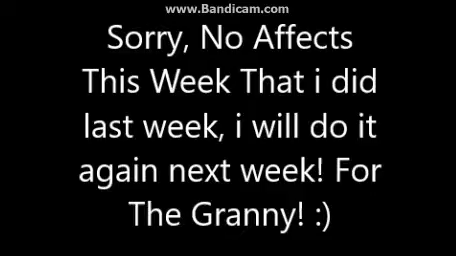 www.Bandicam.com
Sorry, No Affects
This Week That i did
last week, i will do it
again next week! For
The Granny! :)